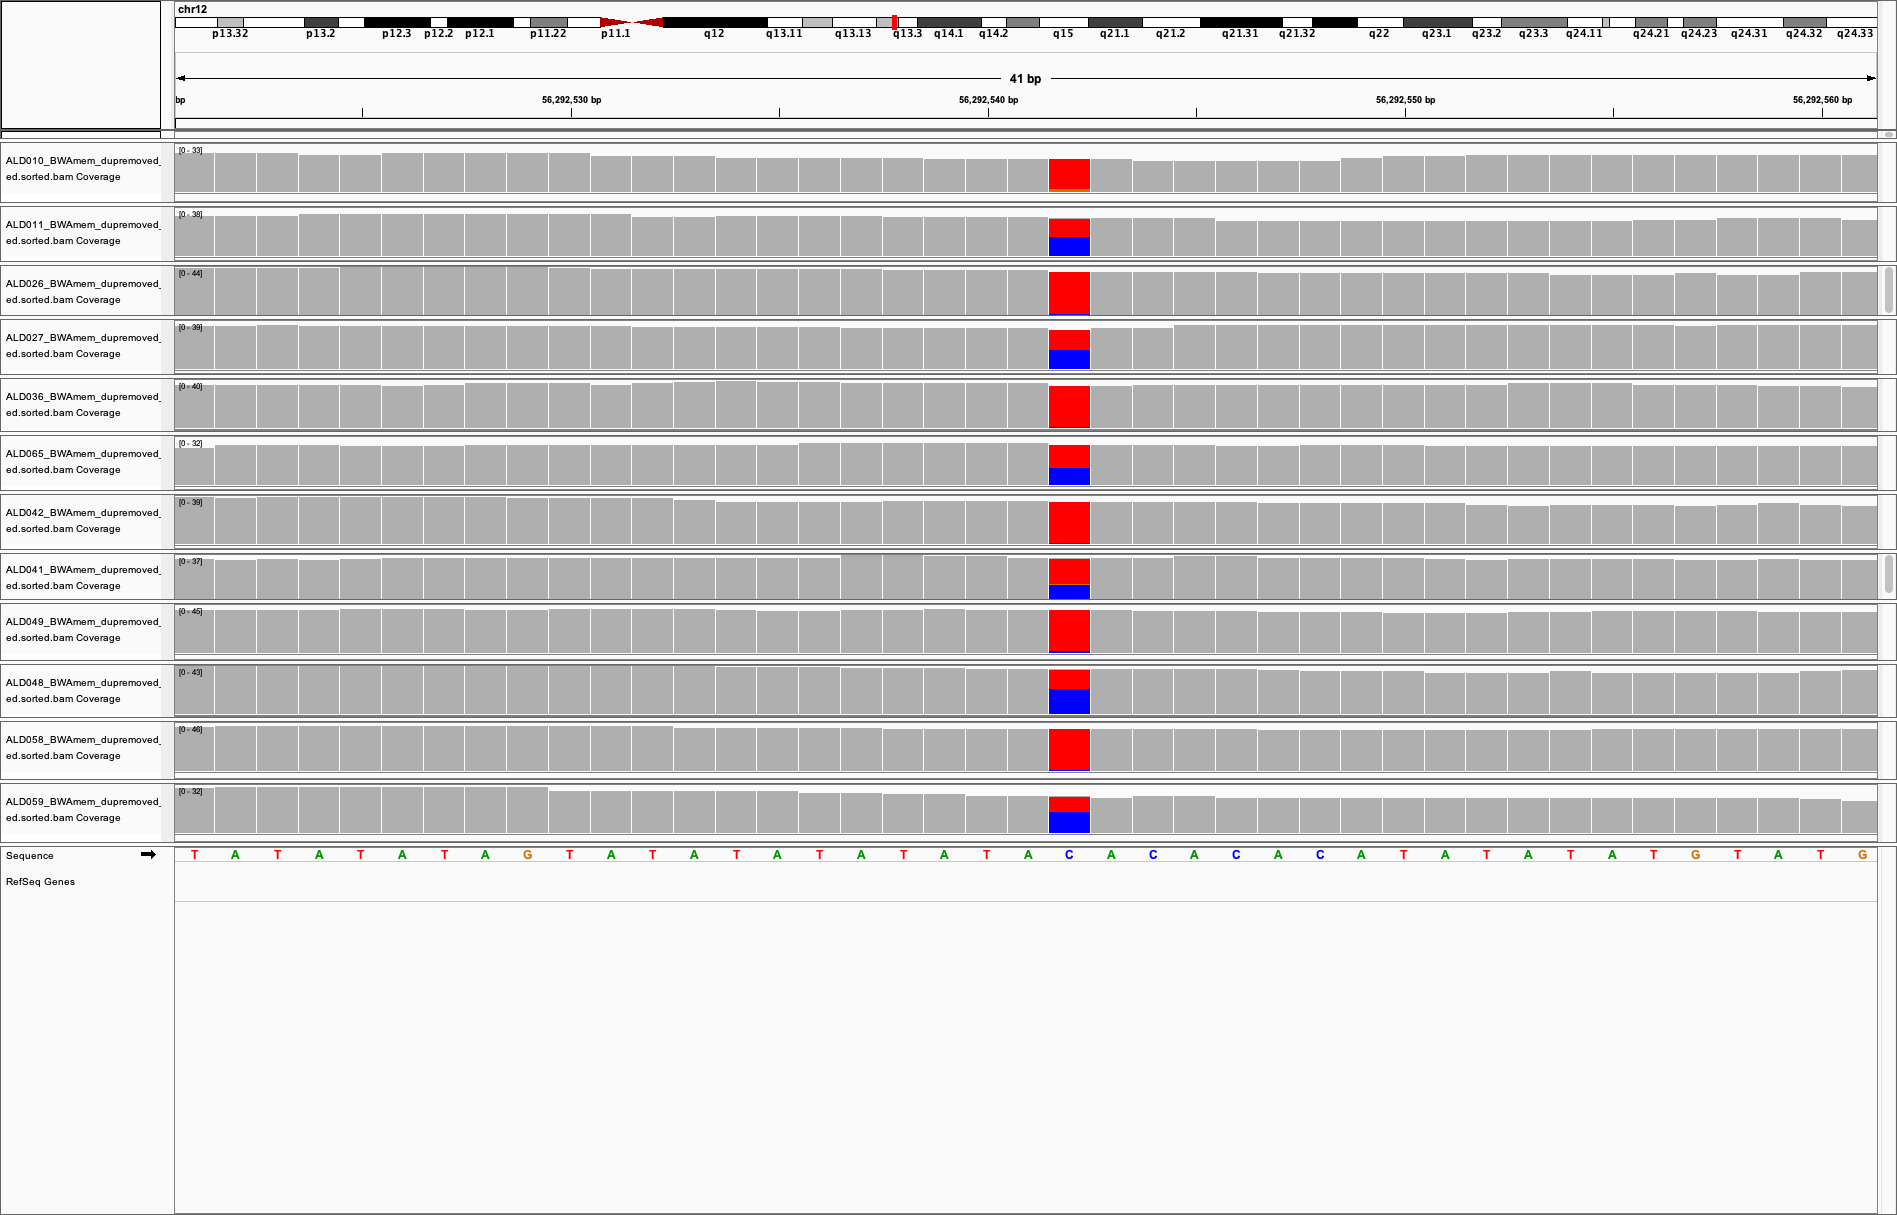 chr12
p13.32 p13.2 p12.3 p12.2 p12.1 p11.22 p11.1 q12 q13.11 q13.13 q13.3 q14.1 q14.2 q15 q21.1 q21.2 q21.31 q21.32 q22 q23.1 q23.2 q23.3 q24.11 q24.21 q24.23 q24.31 q24.32 q24.33
41 bp
bp 56,292,530 bp 56,292,540 bp 56,292,550 bp 56,292,560 bp
[0 - 33]
ALD010_BWAmem_dupremoved_
ed.sorted.bam Coverage
[0 - 38]
ALD011_BWAmem_dupremoved_
ed.sorted.bam Coverage
[0 - 44]
ALD026_BWAmem_dupremoved_
ed.sorted.bam Coverage
[0 - 39]
ALD027_BWAmem_dupremoved_
ed.sorted.bam Coverage
[0 - 40]
ALD036_BWAmem_dupremoved_
ed.sorted.bam Coverage
[0 - 32]
ALD065_BWAmem_dupremoved_
ed.sorted.bam Coverage
[0 - 39]
ALD042_BWAmem_dupremoved_
ed.sorted.bam Coverage
[0 - 37]
ALD041_BWAmem_dupremoved_
ed.sorted.bam Coverage
[0 - 45]
ALD049_BWAmem_dupremoved_
ed.sorted.bam Coverage
[0 - 43]
ALD048_BWAmem_dupremoved_
ed.sorted.bam Coverage
[0 - 46]
ALD058_BWAmem_dupremoved_
ed.sorted.bam Coverage
[0 - 32]
ALD059_BWAmem_dupremoved_
ed.sorted.bam Coverage
Sequence T A T A T A T A G T A T A T A T A T A T A C A C A C A C A T A T A T A T G T A T G
RefSeq Genes